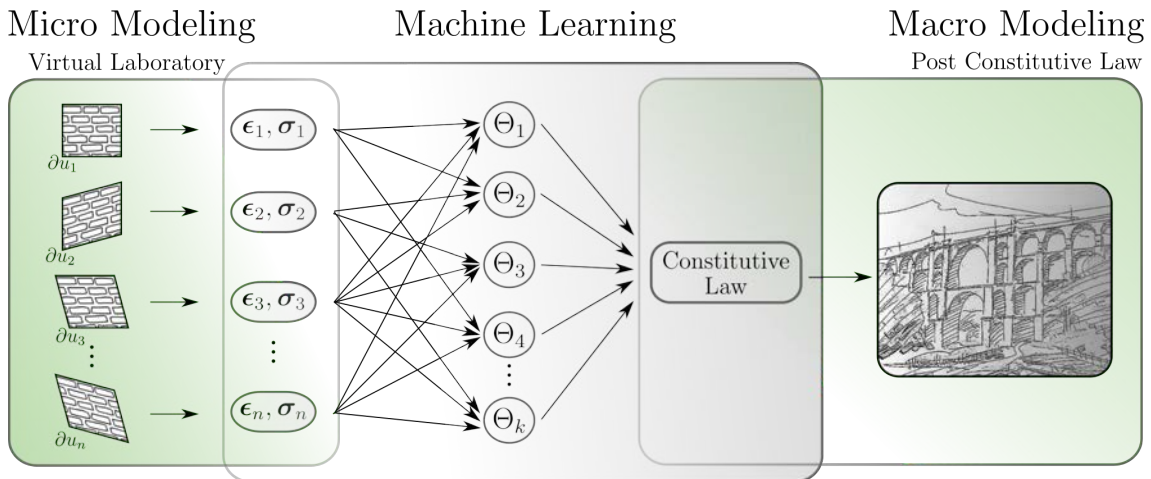 Micro Modeling
Virtual Laboratory
Machine Learning
Macro Modeling
Post Constitutive Law
∂u₁
ϵ₁, σ₁
∂u₂
ϵ₂, σ₂
∂u₃
ϵ₃, σ₃
⋮
⋮
∂uₙ
ϵₙ, σₙ
Θ₁
Θ₂
Θ₃
Θ₄
⋮
Θₖ
Constitutive
Law